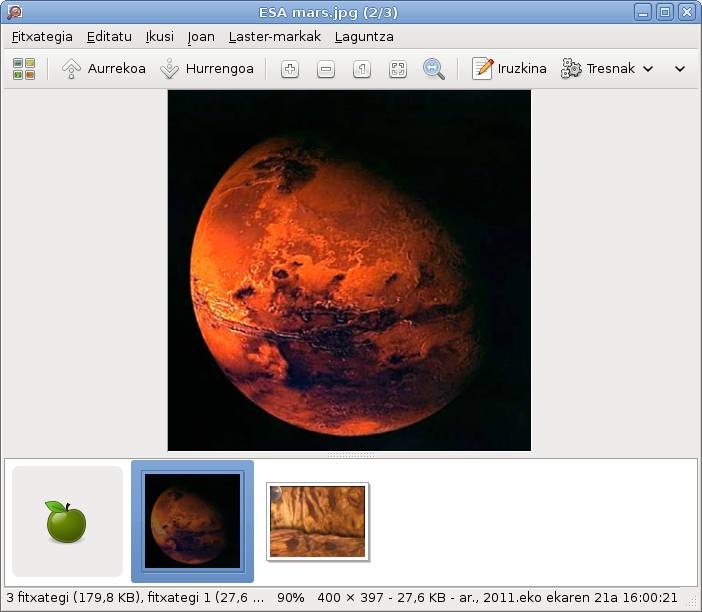 ESA mars.jpg (2/3)
Fitxategia Editatu Ikusi Joan Laster-markak Laguntza
Aurrekoa Hurrengoa 1 Iruzkina Tresnak
3 fitxategi (179,8 KB), fitxategi 1 (27,6 ... 90% 400 × 397 - 27,6 KB - ar., 2011.eko ekaren 21a 16:00:21